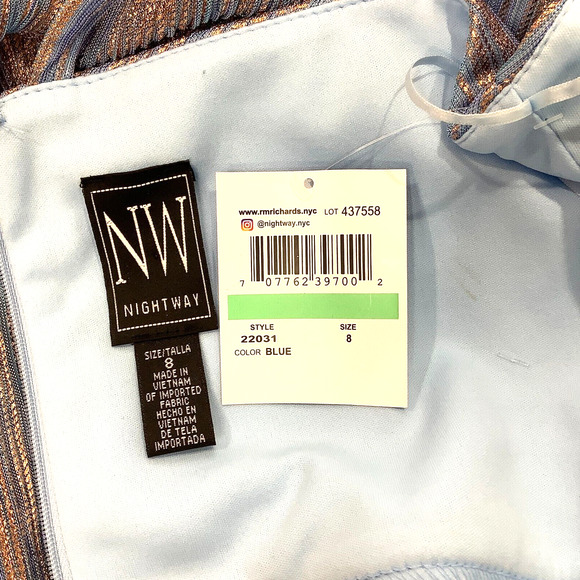 NW
NIGHTWAY
SIZE/TALLA
8
MADE IN
VIETNAM
OF IMPORTED
FABRIC
HECHO EN
VIETNAM
DE TELA
IMPORTADA
www.rmrichards.nyc LOT 437558
@nightway.nyc
7 07762 39700 2
STYLE SIZE
22031 8
COLOR BLUE